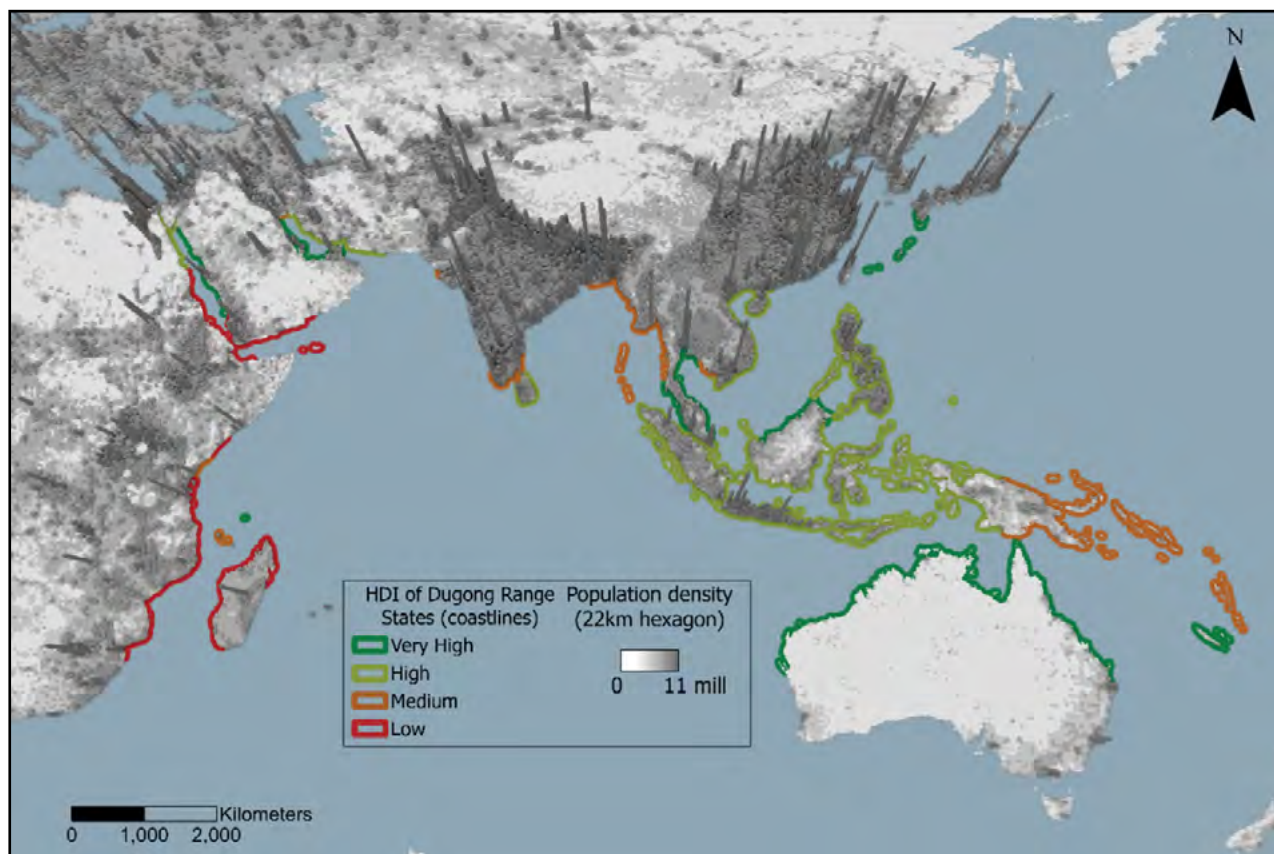 N
HDI of Dugong Range
States (coastlines)
Very High
High
Medium
Low
Population density
(22km hexagon)
0 11 mill
Kilometers
0 1,000 2,000